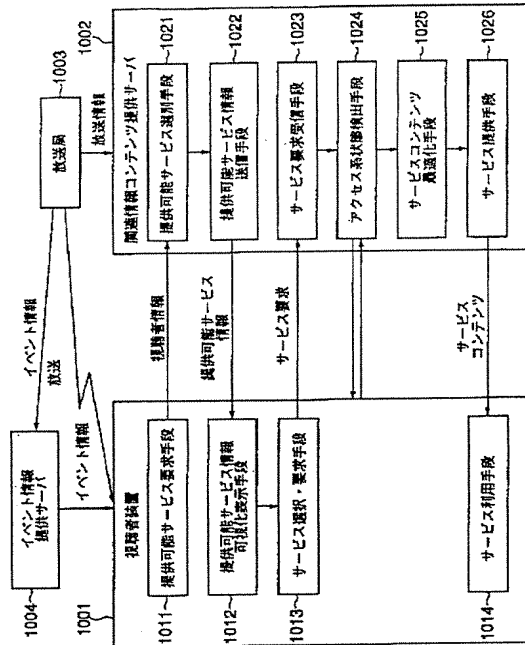 放送局
1003
1002
イベント情報
提供サーバ
1004
イベント情報
放送
イベント情報
放送情報
1001
視聴者装置
関連情報コンテンツ提供サーバ
提供可能サービス要求手段
1011
視聴者情報
提供可能サービス選別手段
1021
提供可能サービス情報
可視化表示手段
1012
提供可能サービス
情報
提供可能サービス情報
送信手段
1022
サービス選択・要求手段
1013
サービス要求
サービス要求受信手段
1023
アクセス系状態検出手段
1024
サービスコンテンツ
最適化手段
1025
サービス利用手段
1014
サービス
コンテンツ
サービス提供手段
1026